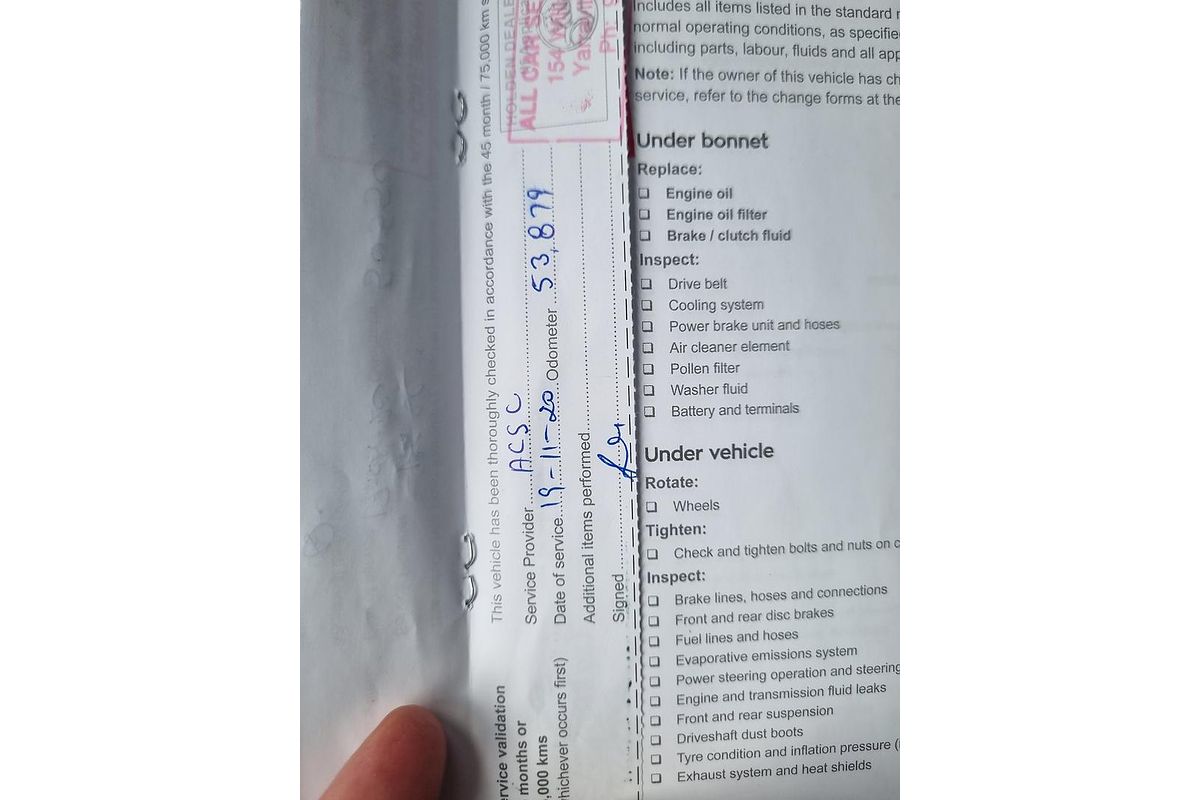 This vehicle has been thoroughly checked in accordance with the 45 month / 75,000 km s
Service Provider ACSC
Date of service 19-11-20 Odometer 53,879
Additional items performed
Signed
HOLDEN DEALE
ALL CAR SE
154
Ya
Ph: 9
rvice validation
months or
,000 kms
hichever occurs first)
Includes all items listed in the standard
normal operating conditions, as specifie
including parts, labour, fluids and all app
Note: If the owner of this vehicle has ch
service, refer to the change forms at the
Under bonnet
Replace:
Engine oil
Engine oil filter
Brake / clutch fluid
Inspect:
Drive belt
Cooling system
Power brake unit and hoses
Air cleaner element
Pollen filter
Washer fluid
Battery and terminals
Under vehicle
Rotate:
Wheels
Tighten:
Check and tighten bolts and nuts on c
Inspect:
Brake lines, hoses and connections
Front and rear disc brakes
Fuel lines and hoses
Evaporative emissions system
Power steering operation and steering
Engine and transmission fluid leaks
Front and rear suspension
Driveshaft dust boots
Tyre condition and inflation pressure (
Exhaust system and heat shields